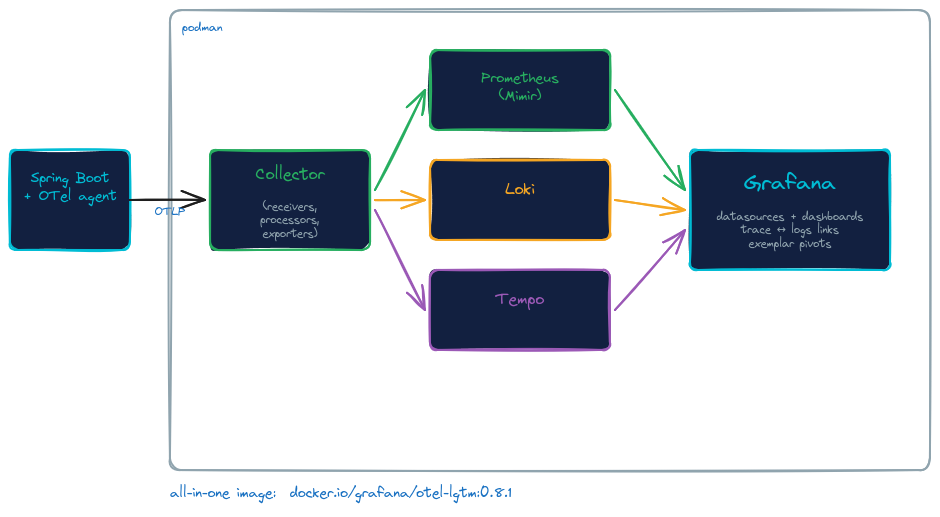 podman
Spring Boot
+ OTel agent
OTLP
Collector
(receivers,
processors,
exporters)
Prometheus
(Mimir)
Loki
Tempo
Grafana
datasources + dashboards
trace ↔ logs links
exemplar pivots
all-in-one image: docker.io/grafana/otel-lgtm:0.8.1